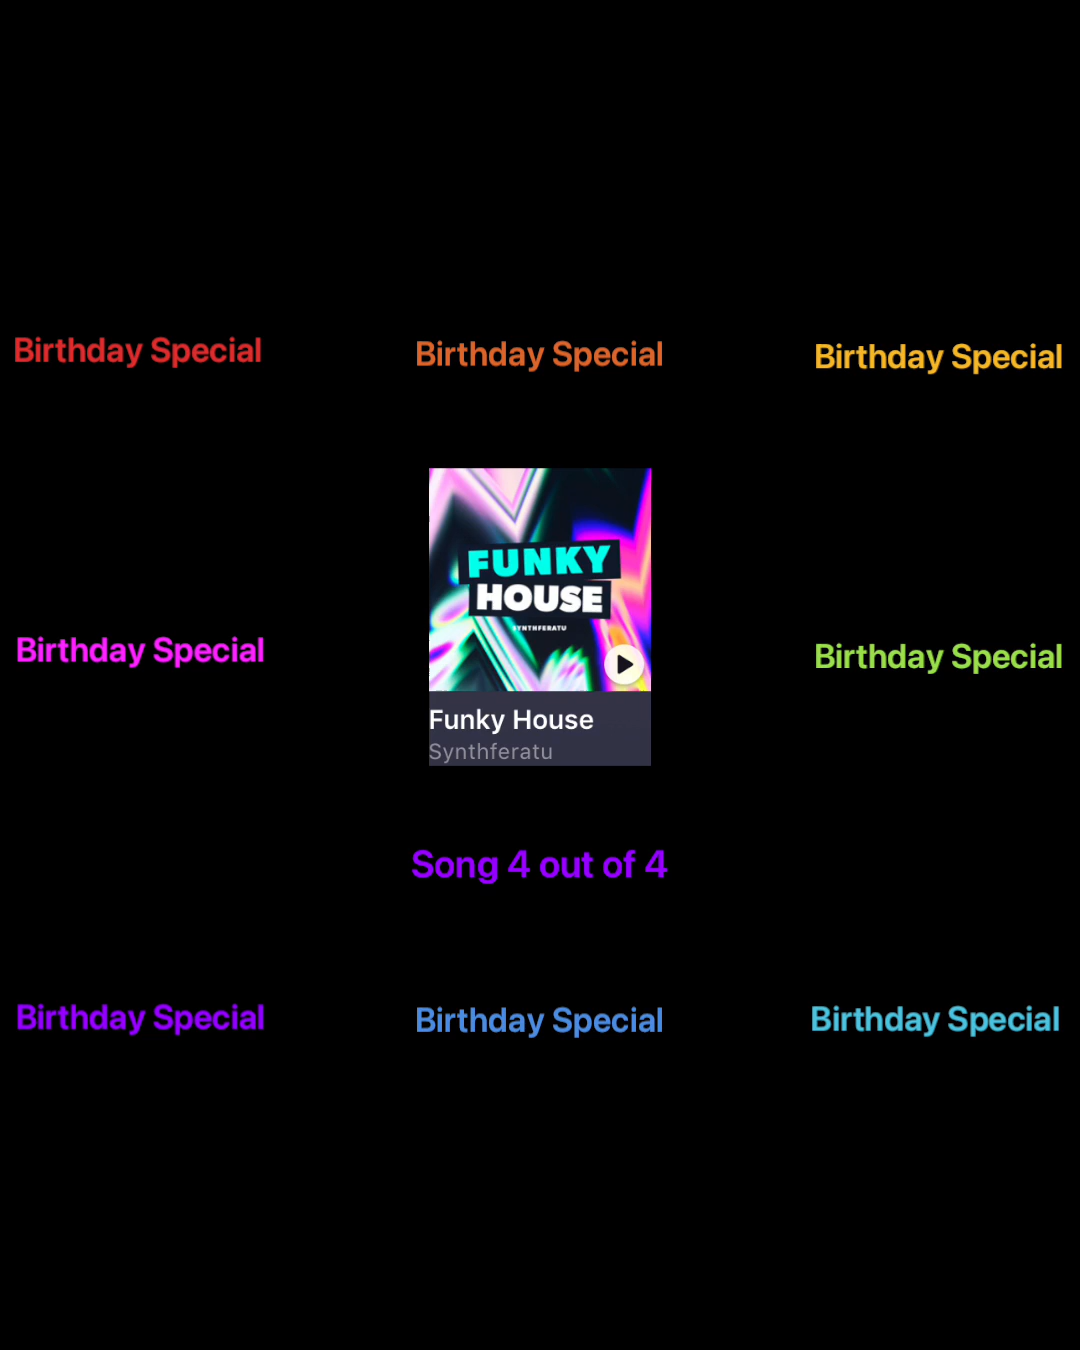 Birthday Special
Birthday Special
Birthday Special
FUNKY
HOUSE
SYNTHFERATU
Birthday Special
Birthday Special
Funky House
Synthferatu
Song 4 out of 4
Birthday Special
Birthday Special
Birthday Special